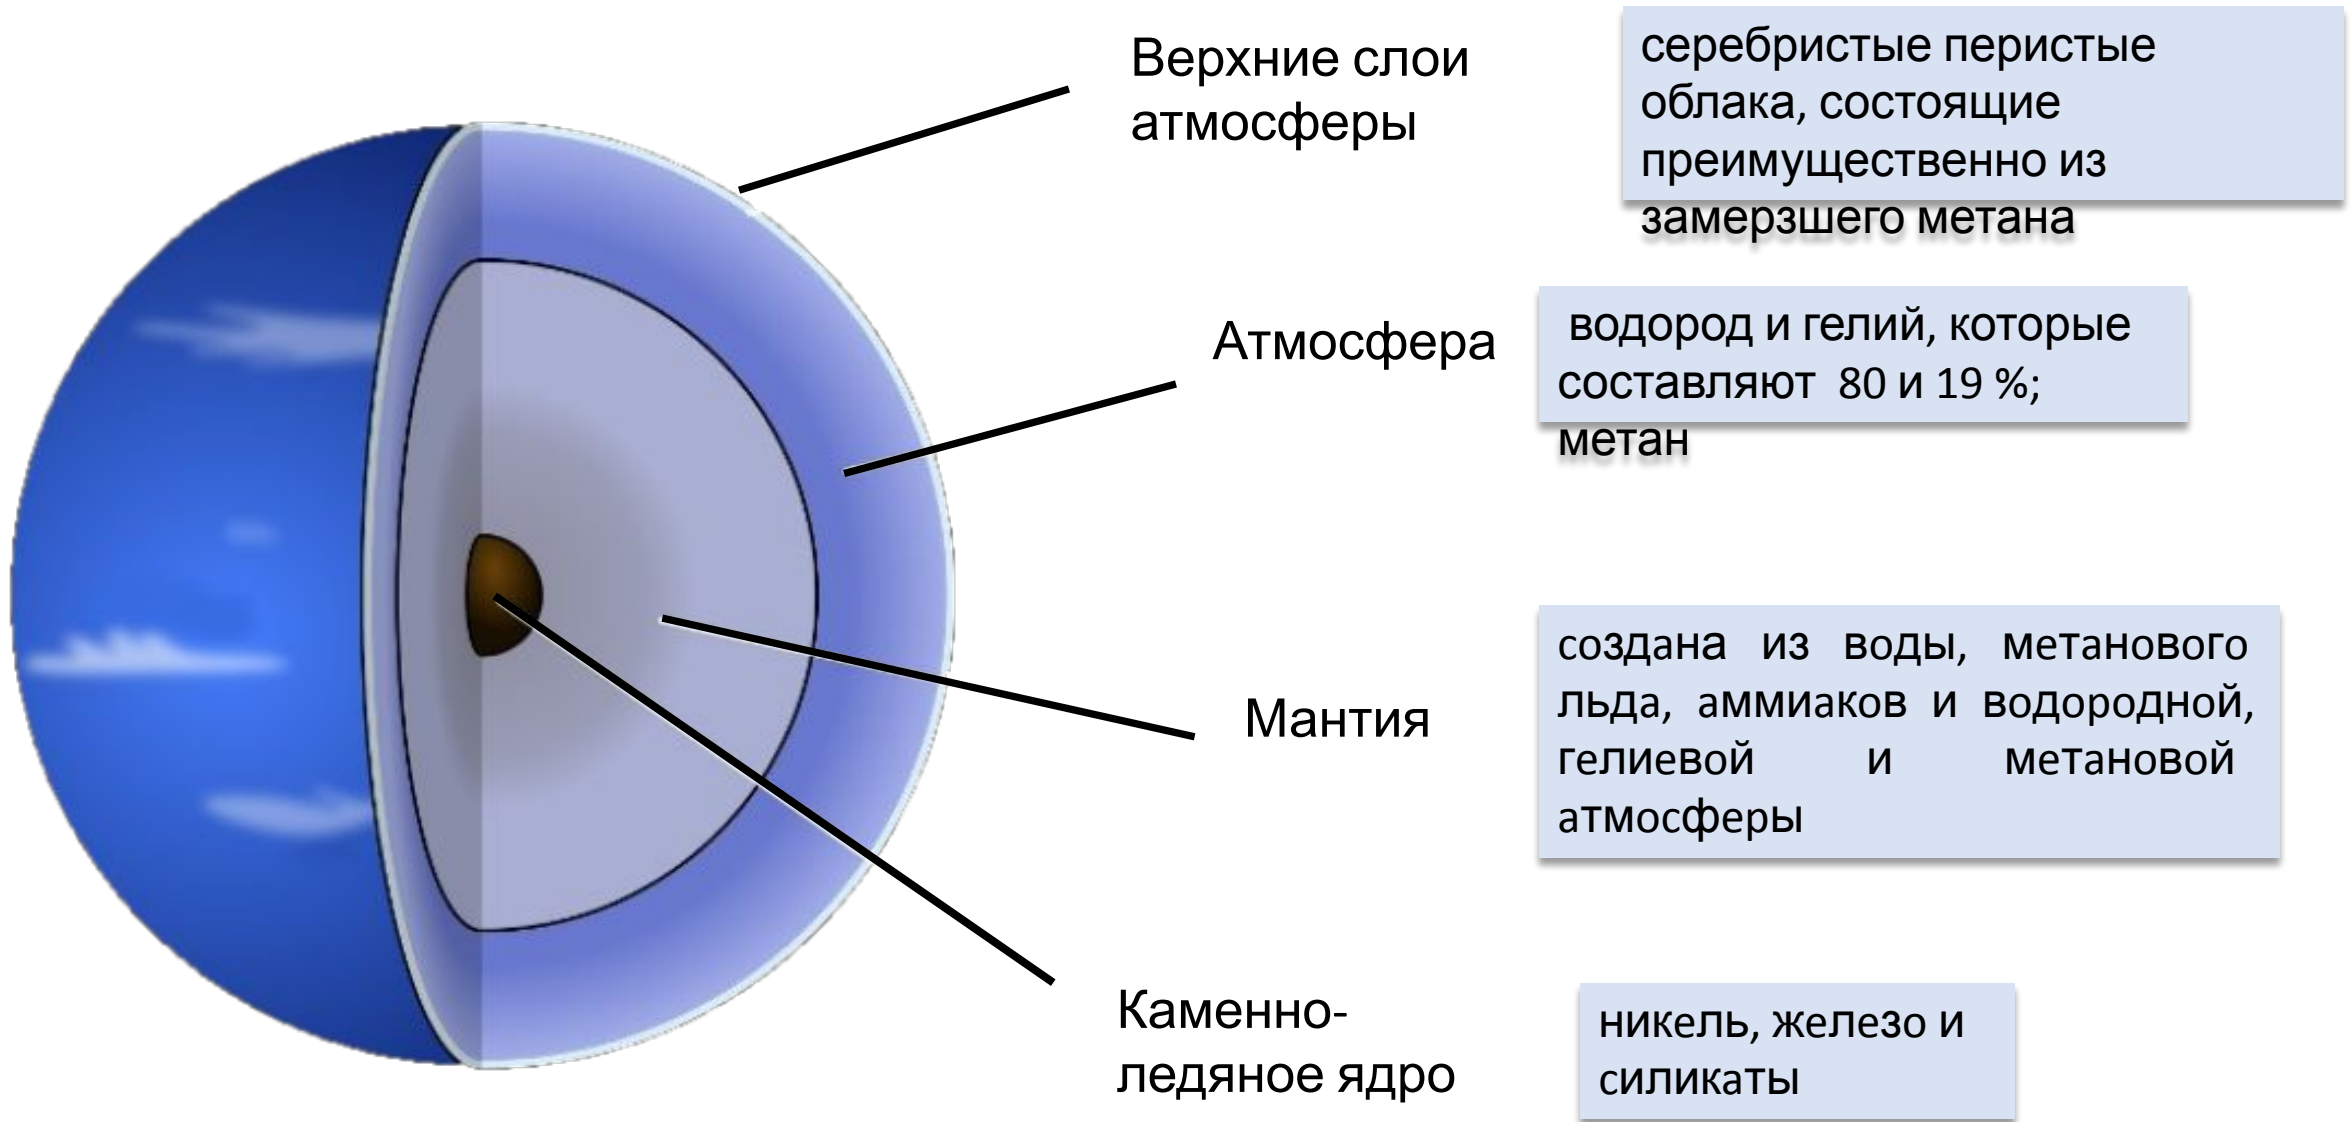 Верхние слои
атмосферы
серебристые перистые
облака, состоящие
преимущественно из
замерзшего метана
Атмосфера
водород и гелий, которые
составляют 80 и 19 %;
метан
Мантия
создана из воды, метанового
льда, аммиаков и водородной,
гелиевой и метановой
атмосферы
Каменно-
ледяное ядро
никель, железо и
силикаты